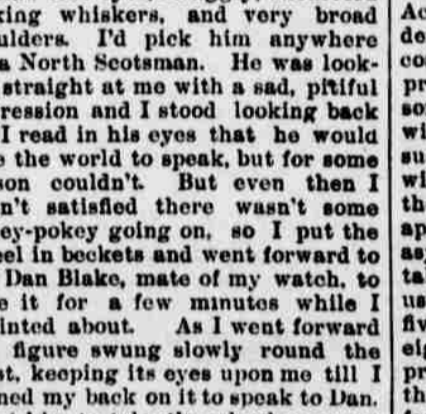 king whiskers, and very broad
ulders. I'd pick him anywhere
a North Scotsman. He was look-
straight at me with a sad, pitiful
ression and I stood looking back
I read in his eyes that he would
e the world to speak, but for some
son couldn't. But even then I
n't satisfied there wasn't some
ey-pokey going on, so I put the
eel in beckets and went forward to
Dan Blake, mate of my watch, to
e it for a few minutes while I
inted about. As I went forward
figure swung slowly round the
st, keeping its eyes upon me till I
ned my back on it to speak to Dan.